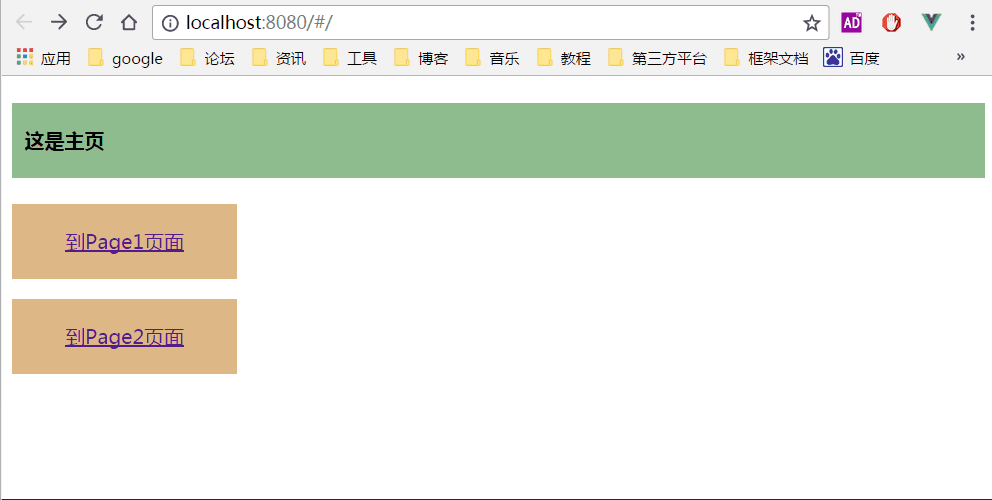 localhost:8080/#/
AD
应用 google 论坛 资讯 工具 博客 音乐 教程 第三方平台 框架文档 百度 »
这是主页
到Page1页面
到Page2页面